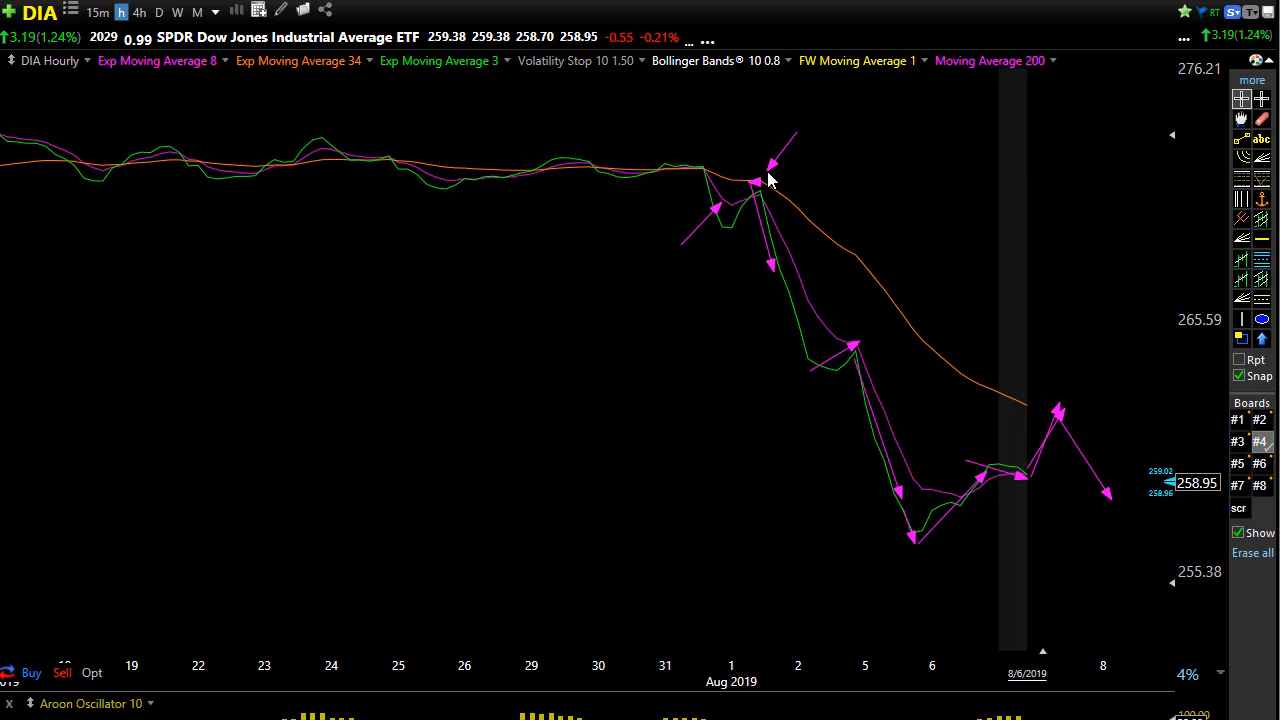 DIA 15m h 4h D W M
3.19(1.24%) 2029 0.99 SPDR Dow Jones Industrial Average ETF 259.38 259.38 258.70 258.95 -0.55 -0.21% ... ... ... 3.19(1.24%)
RT S T
DIA Hourly Exp Moving Average 8 Exp Moving Average 34 Exp Moving Average 3 Volatility Stop 10 1.50 Bollinger Bands® 10 0.8 FW Moving Average 1 Moving Average 200
276.21
265.59
259.02
258.95
258.96
255.38
more
abc
Rpt
Snap
Boards
#1 #2
#3 #4
#5 #6
#7 #8
scr
Show
Erase all
18 19 22 23 24 25 26 29 30 31 1 2 5 6 8/6/2019 8
Aug 2019
Buy Sell Opt
4%
X Aroon Oscillator 10
100.00